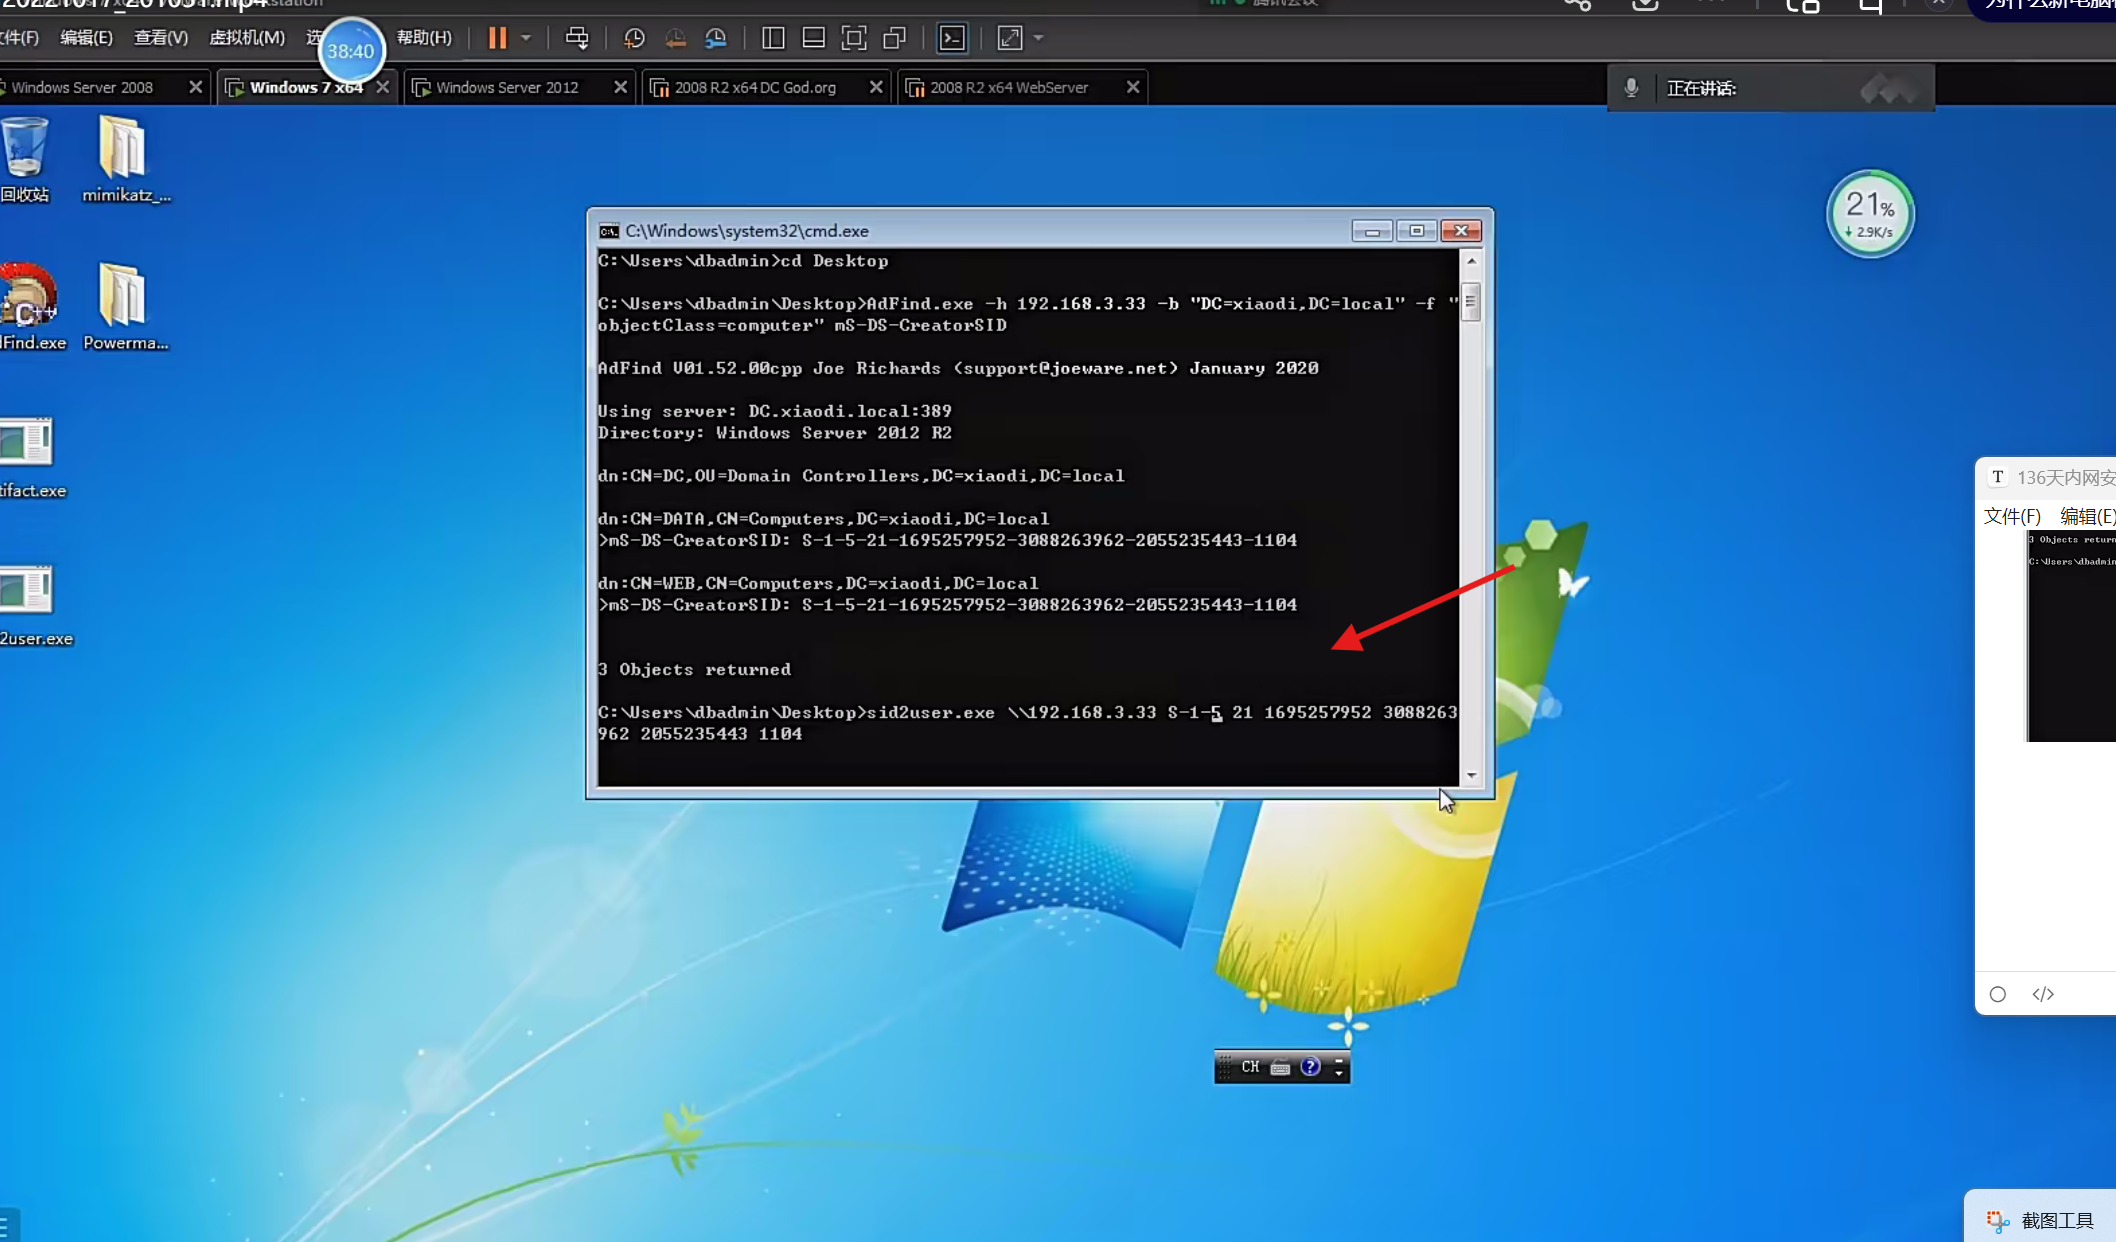 文件(F) 编辑(E) 查看(V) 虚拟机(M) 选 38:40 帮助(H)
Windows Server 2008
Windows 7 x64
Windows Server 2012
2008 R2 x64 DC God.org
2008 R2 x64 WebServer
正在讲话:
回收站
mimikatz_...
dFind.exe
Powerma...
tifact.exe
2user.exe
21%
2.9K/s
C:\Windows\system32\cmd.exe
C:\Users\dbadmin>cd Desktop
C:\Users\dbadmin\Desktop>AdFind.exe -h 192.168.3.33 -b "DC=xiaodi,DC=local" -f "
objectClass=computer" mS-DS-CreatorSID
AdFind V01.52.00cpp Joe Richards (support@joeware.net) January 2020
Using server: DC.xiaodi.local:389
Directory: Windows Server 2012 R2
dn:CN=DC,OU=Domain Controllers,DC=xiaodi,DC=local
dn:CN=DATA,CN=Computers,DC=xiaodi,DC=local
>mS-DS-CreatorSID: S-1-5-21-1695257952-3088263962-2055235443-1104
dn:CN=WEB,CN=Computers,DC=xiaodi,DC=local
>mS-DS-CreatorSID: S-1-5-21-1695257952-3088263962-2055235443-1104
3 Objects returned
C:\Users\dbadmin\Desktop>sid2user.exe \\192.168.3.33 S-1-5 21 1695257952 3088263
962 2055235443 1104
136天内网安
文件(F) 编辑(E)
3 Objects return
C:\Users\dbadmin
</>
CH
截图工具